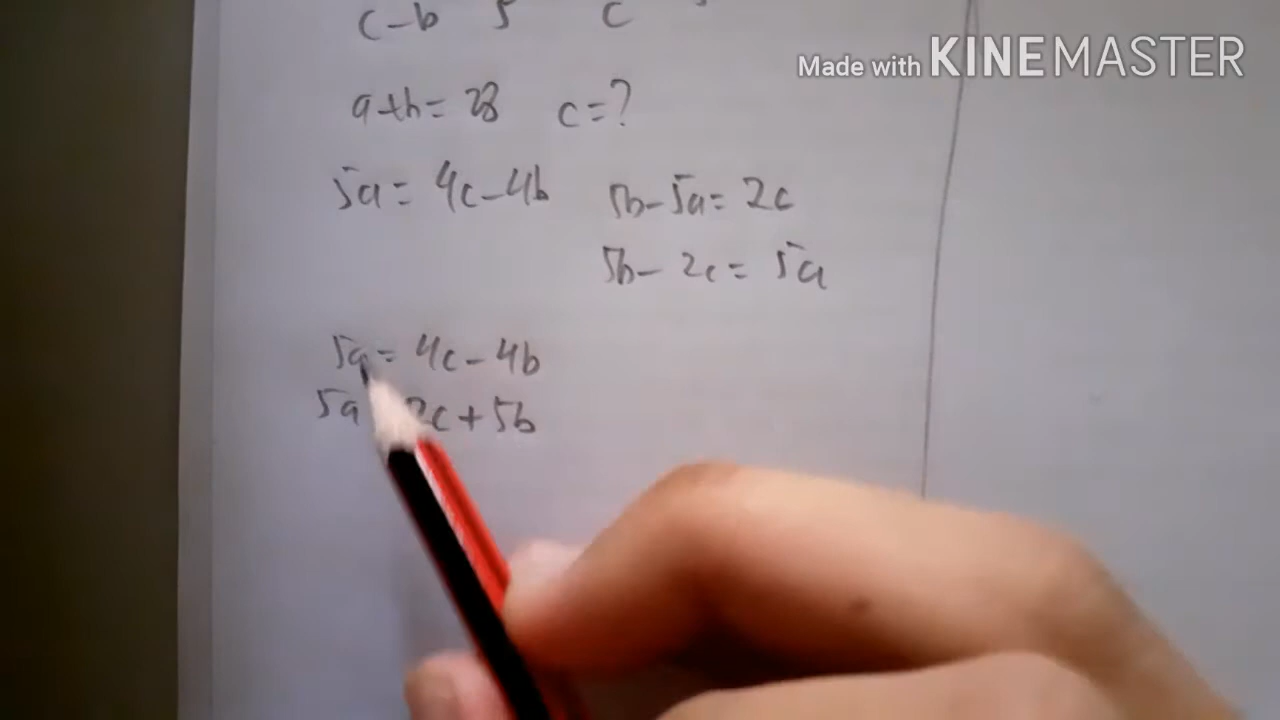 c-b 5 c
Made with KINEMASTER
a+b= 28 c=?
5a= 4c-4b 5b-5a= 2c
5b- 2c= 5a
5a= 4c-4b
5a 2c+5b